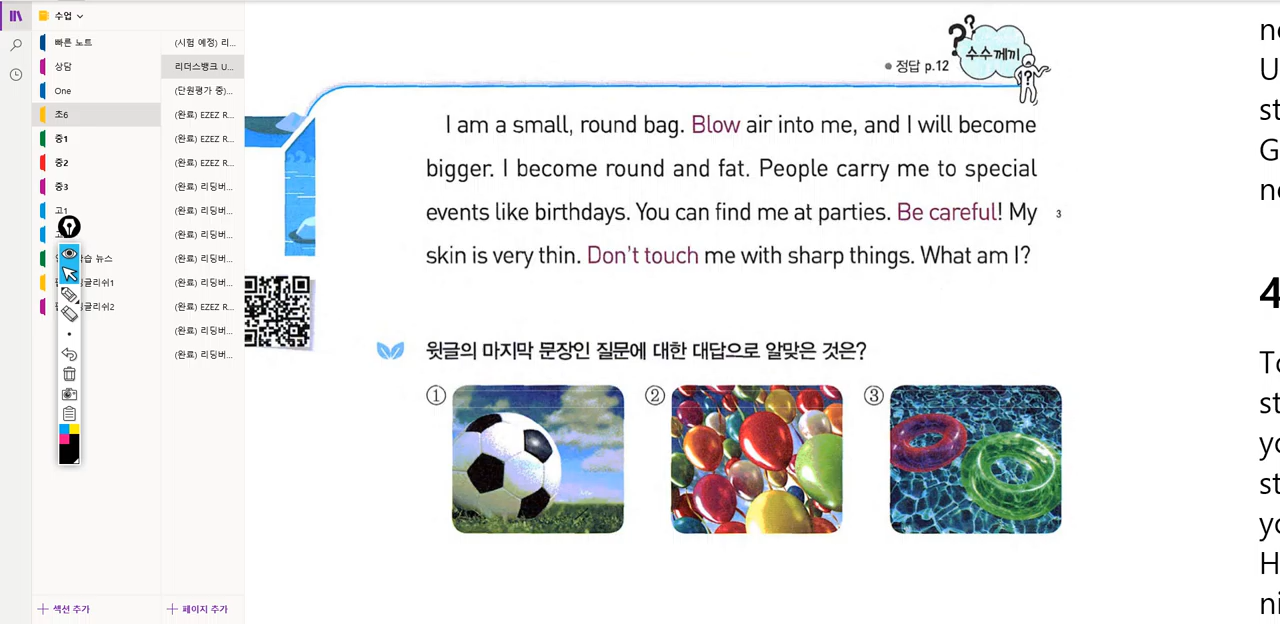 수업
빠른 노트
상담
One
초6
중1
중2
중3
고1
뉴스
글리쉬1
글리쉬2
섹션 추가
(시험 예정) 리...
리더스뱅크 U...
(단원평가 중)...
(완료) EZEZ R...
(완료) EZEZ R...
(완료) EZEZ R...
(완료) 리딩버...
(완료) 리딩버...
(완료) 리딩버...
(완료) 리딩버...
(완료) 리딩버...
(완료) EZEZ R...
(완료) 리딩버...
(완료) 리딩버...
페이지 추가
수수께끼
● 정답 p.12
I am a small, round bag. Blow air into me, and I will become
bigger. I become round and fat. People carry me to special
events like birthdays. You can find me at parties. Be careful! My 3
skin is very thin. Don't touch me with sharp things. What am I?
윗글의 마지막 문장인 질문에 대한 대답으로 알맞은 것은?
① ② ③
4